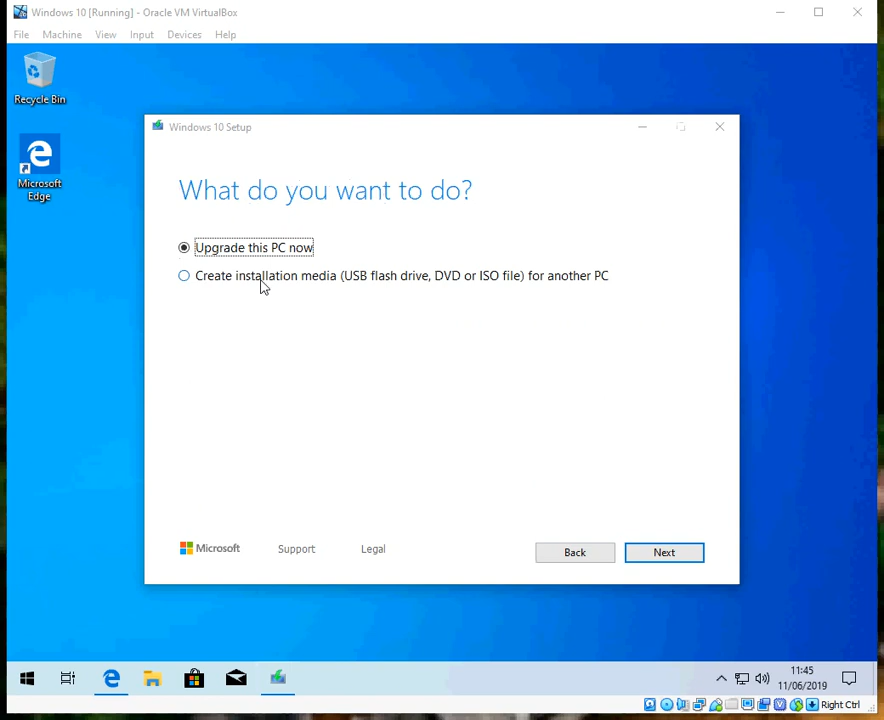 Windows 10 [Running] - Oracle VM VirtualBox
File Machine View Input Devices Help
Recycle Bin
Microsoft
Edge
Windows 10 Setup
What do you want to do?
Upgrade this PC now
Create installation media (USB flash drive, DVD or ISO file) for another PC
Microsoft Support Legal Back Next
11:45
11/06/2019
Right Ctrl